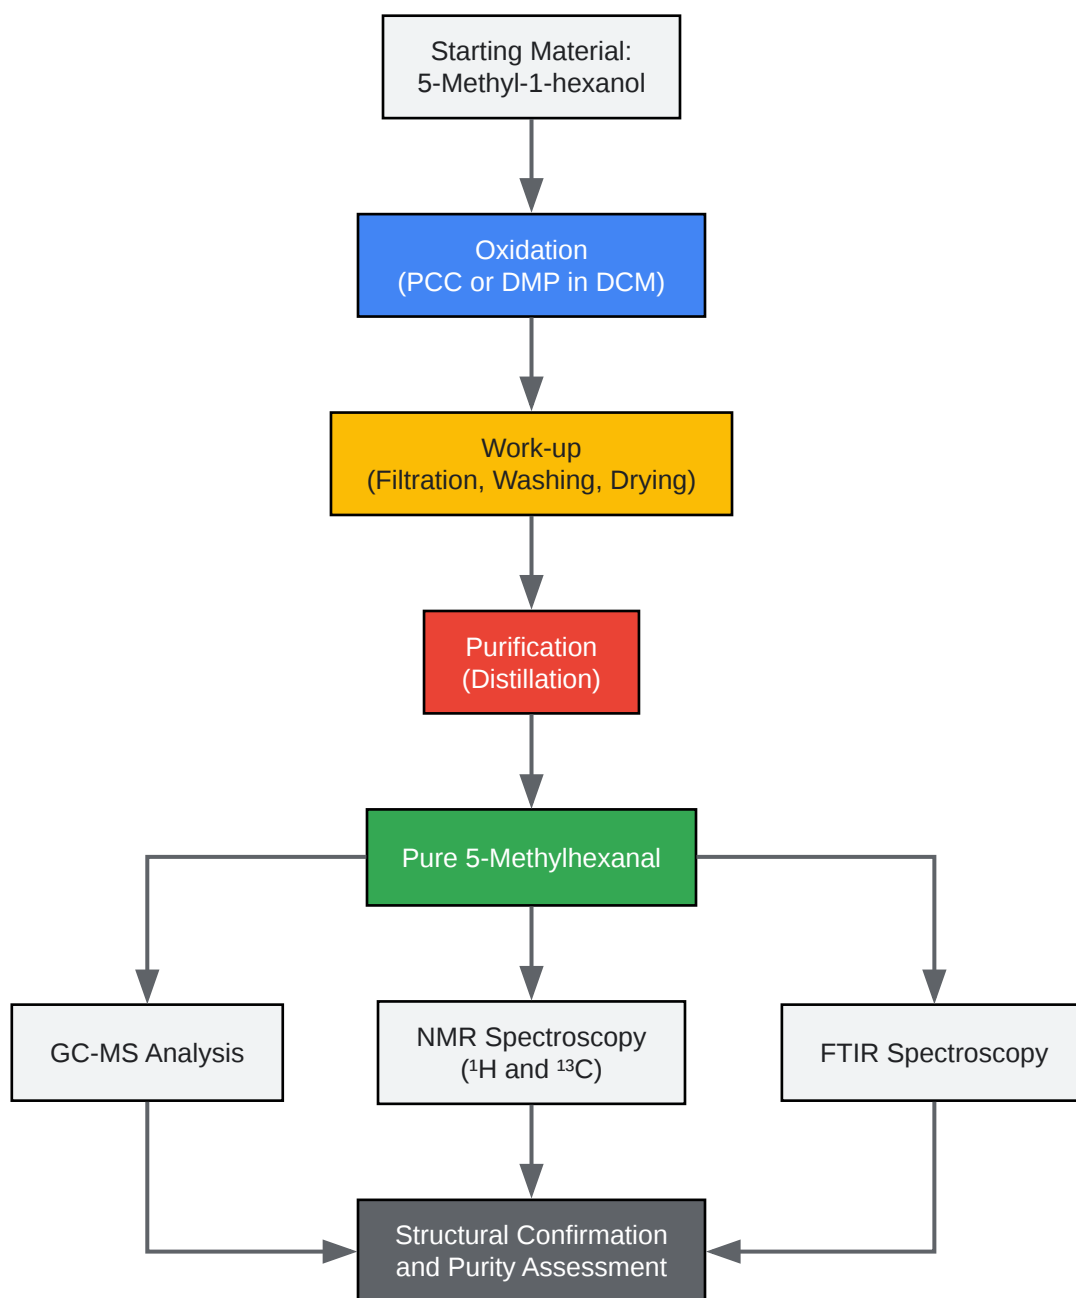 Starting Material:
5-Methyl-1-hexanol
Oxidation
(PCC or DMP in DCM)
Work-up
(Filtration, Washing, Drying)
Purification
(Distillation)
Pure 5-Methylhexanal
GC-MS Analysis
NMR Spectroscopy
(¹H and ¹³C)
FTIR Spectroscopy
Structural Confirmation
and Purity Assessment